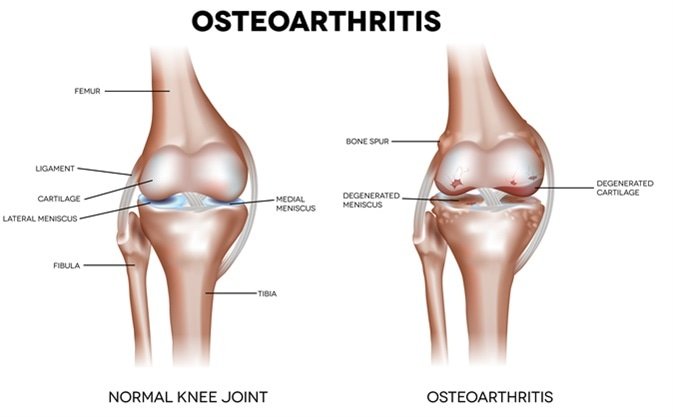 OSTEOARTHRITIS
FEMUR
LIGAMENT
CARTILAGE
LATERAL MENISCUS
MEDIAL
MENISCUS
FIBULA
TIBIA
NORMAL KNEE JOINT
BONE SPUR
DEGENERATED
MENISCUS
DEGENERATED
CARTILAGE
OSTEOARTHRITIS